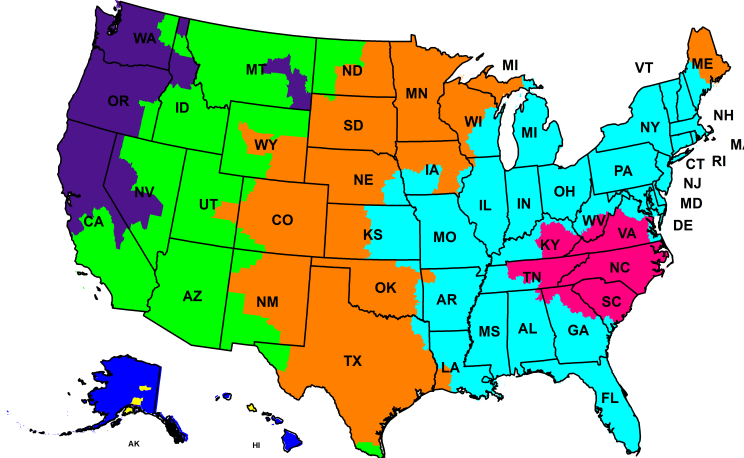 WA
MT
ND
MN
MI
VT
ME
OR
ID
WY
SD
WI
MI
NY
NH
MA
NV
UT
CO
NE
IA
IL
IN
OH
PA
CT
RI
NJ
MD
DE
CA
KS
MO
KY
WV
VA
AZ
NM
OK
AR
TN
NC
SC
TX
LA
MS
AL
GA
FL
AK
HI